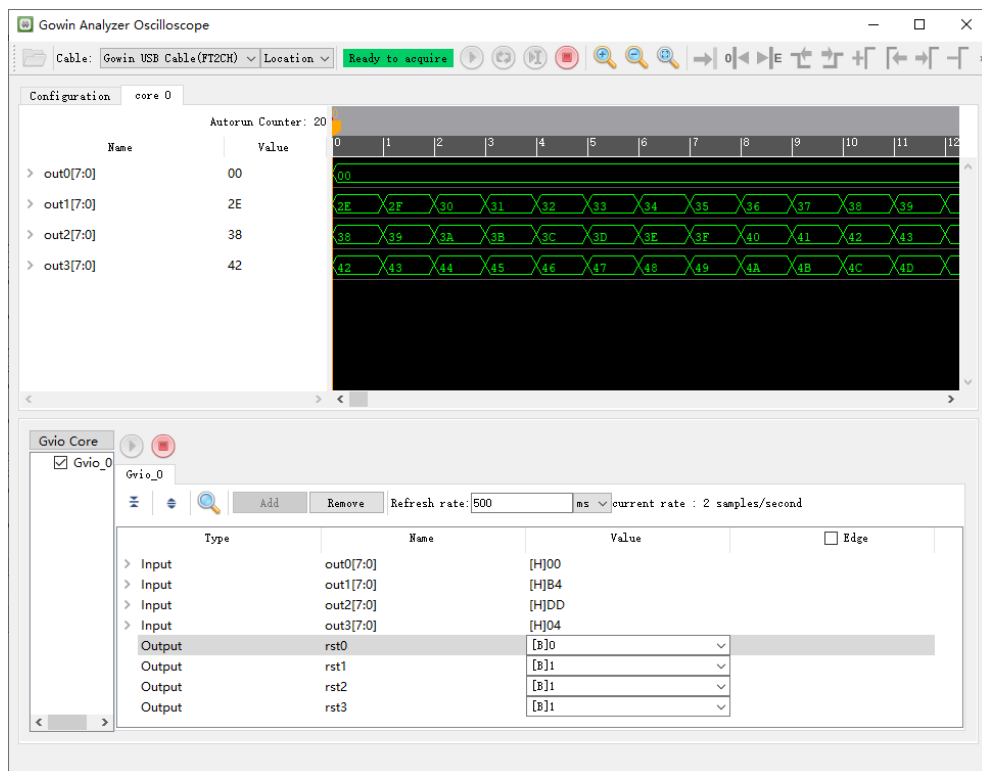 Gowin Analyzer Oscilloscope
Cable: Gowin USB Cable(FT2CH) Location Ready to acquire
Configuration core 0
Autorun Counter: 20
Name Value 0 1 2 3 4 5 6 7 8 9 10 11 12
out0[7:0] 00 00
out1[7:0] 2E 2E 2F 30 31 32 33 34 35 36 37 38 39
out2[7:0] 38 38 39 3A 3B 3C 3D 3E 3F 40 41 42 43
out3[7:0] 42 42 43 44 45 46 47 48 49 4A 4B 4C 4D
Gvio Core
Gvio_0
Gvio_0
Add Remove Refresh rate: 500 ms current rate : 2 samples/second
Type Name Value Edge
Input out0[7:0] [H]00
Input out1[7:0] [H]B4
Input out2[7:0] [H]DD
Input out3[7:0] [H]04
Output rst0 [B]0
Output rst1 [B]1
Output rst2 [B]1
Output rst3 [B]1